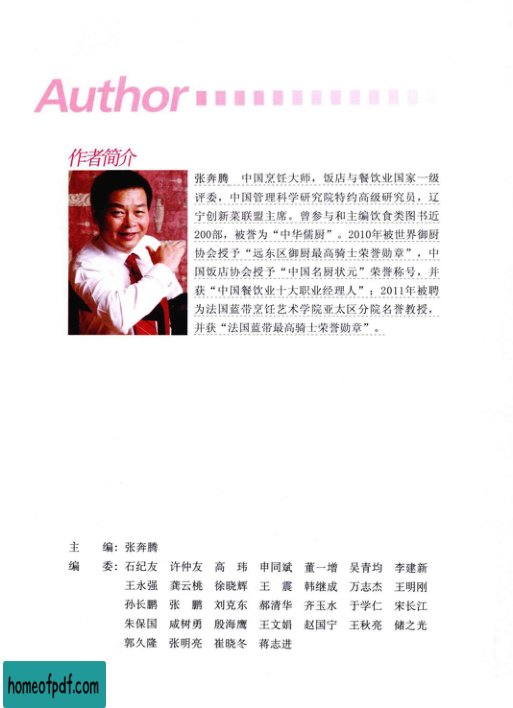 Author
作者简介
张奔腾 中国烹饪大师，饭店与餐饮业国家一级
评委，中国管理科学研究院特约高级研究员，辽
宁创新菜联盟主席。曾参与和主编饮食类图书近
200部，被誉为“中华儒厨”。2010年被世界御厨
协会授予“远东区御厨最高骑士荣誉勋章”，中
国饭店协会授予“中国名厨状元”荣誉称号，并
获“中国餐饮业十大职业经理人”；2011年被聘
为法国蓝带烹饪艺术学院亚太区分院名誉教授，
并获“法国蓝带最高骑士荣誉勋章”。
主 编：张奔腾
编 委：石纪友 许仲友 高 玮 申同斌 董一增 吴青均 李建新
王永强 龚云桃 徐晓辉 王 震 韩继成 万志杰 王明刚
孙长鹏 张 鹏 刘克东 郝清华 齐玉水 于学仁 宋长江
朱保国 咸树勇 殷海鹰 王文娟 赵国宁 王秋亮 储之光
郭久隆 张明亮 崔晓冬 蒋志进
homeofpdf.com